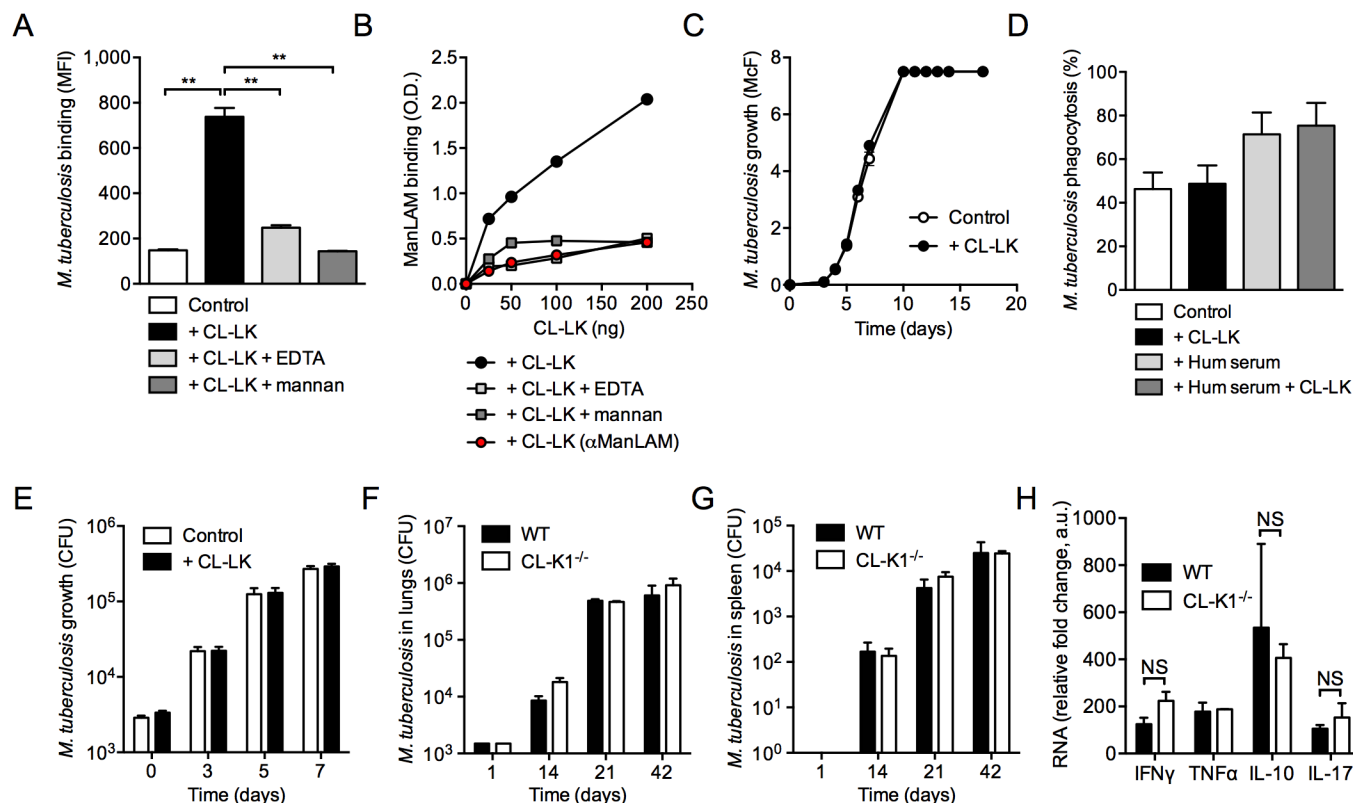 A
M. tuberculosis binding (MFI)
1,000
800
600
400
200
0
**
**
**
Control
+ CL-LK
+ CL-LK + EDTA
+ CL-LK + mannan
B
ManLAM binding (O.D.)
2.5
2.0
1.5
1.0
0.5
0.0
0 50 100 150 200 250
CL-LK (ng)
+ CL-LK
+ CL-LK + EDTA
+ CL-LK + mannan
+ CL-LK (αManLAM)
C
M. tuberculosis growth (McF)
8
6
4
2
0
0 5 10 15 20
Time (days)
Control
+ CL-LK
D
M. tuberculosis phagocytosis (%)
100
80
60
40
20
0
Control
+ CL-LK
+ Hum serum
+ Hum serum + CL-LK
E
M. tuberculosis growth (CFU)
10⁶
10⁵
10⁴
10³
Control
+ CL-LK
0 3 5 7
Time (days)
F
M. tuberculosis in lungs (CFU)
10⁷
10⁶
10⁵
10⁴
10³
WT
CL-K1⁻/⁻
1 14 21 42
Time (days)
G
M. tuberculosis in spleen (CFU)
10⁵
10⁴
10³
10²
10¹
10⁰
WT
CL-K1⁻/⁻
1 14 21 42
Time (days)
H
RNA (relative fold change, a.u.)
1000
800
600
400
200
0
NS
WT
CL-K1⁻/⁻
NS
NS
IFNγ TNFα IL-10 IL-17